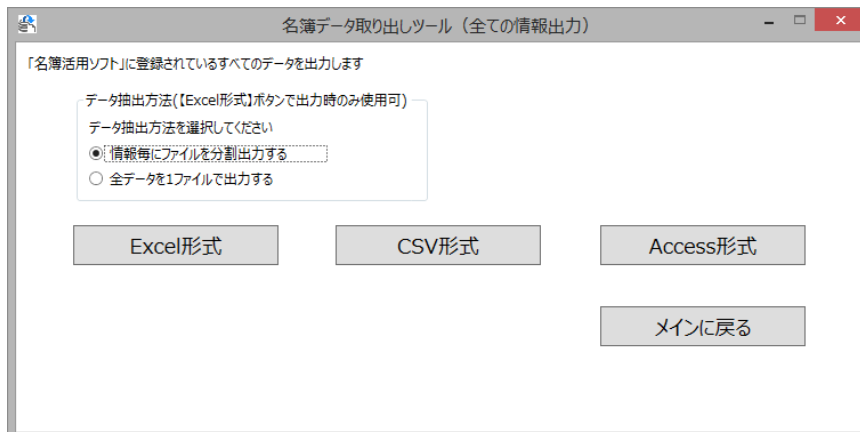 名簿データ取り出しツール（全ての情報出力）
「名簿活用ソフト」に登録されているすべてのデータを出力します
データ抽出方法(【Excel形式】ボタンで出力時のみ使用可)
データ抽出方法を選択してください
情報毎にファイルを分割出力する
全データを1ファイルで出力する
Excel形式
CSV形式
Access形式
メインに戻る